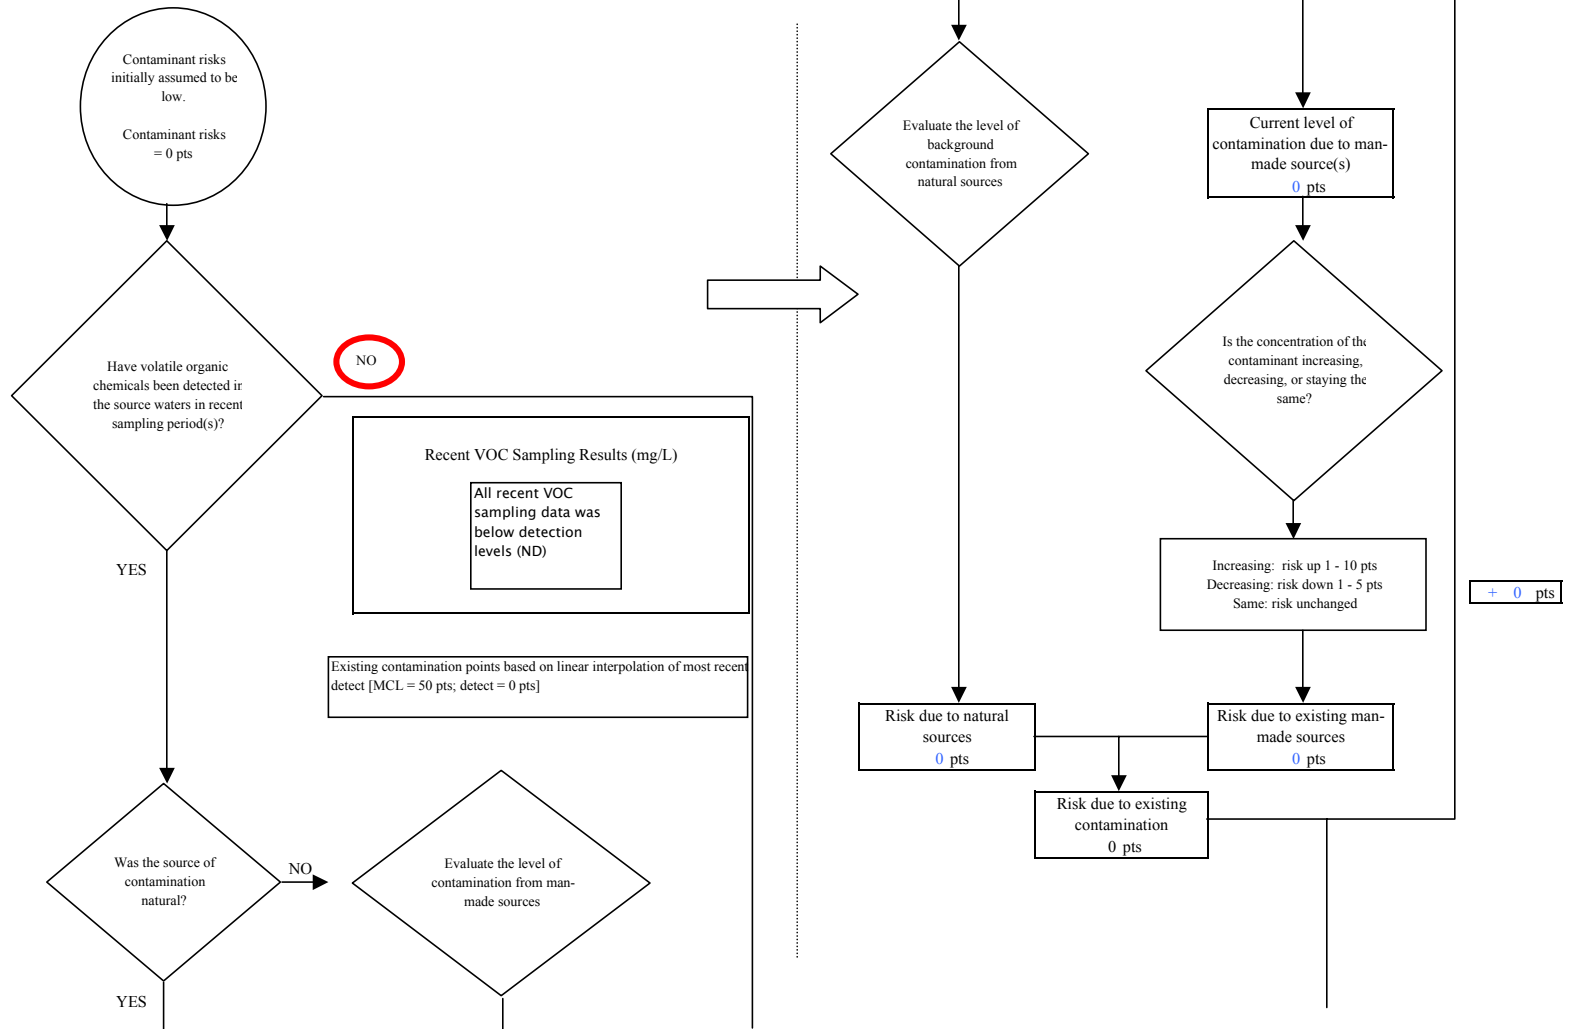 Contaminant risks
initially assumed to be
low.
Contaminant risks
= 0 pts
Have volatile organic
chemicals been detected in
the source waters in recent
sampling period(s)?
NO
Recent VOC Sampling Results (mg/L)
All recent VOC
sampling data was
below detection
levels (ND)
YES
Existing contamination points based on linear interpolation of most recent
detect [MCL = 50 pts; detect = 0 pts]
Was the source of
contamination
natural?
NO
Evaluate the level of
contamination from man-
made sources
YES
Evaluate the level of
background
contamination from
natural sources
Current level of
contamination due to man-
made source(s)
0 pts
Is the concentration of the
contaminant increasing,
decreasing, or staying the
same?
Increasing: risk up 1 - 10 pts
Decreasing: risk down 1 - 5 pts
Same: risk unchanged
+ 0 pts
Risk due to natural
sources
0 pts
Risk due to existing man-
made sources
0 pts
Risk due to existing
contamination
0 pts